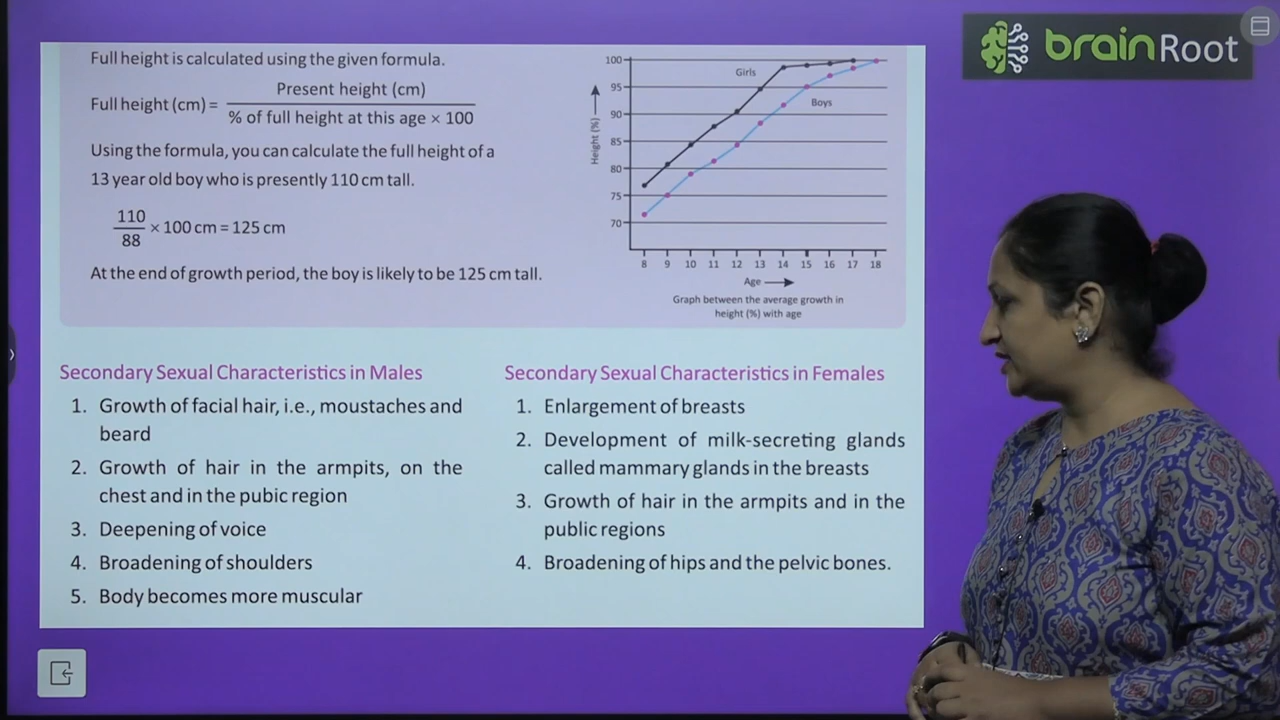 brainRoot
Full height is calculated using the given formula.
Full height (cm) = Present height (cm)
% of full height at this age × 100
Using the formula, you can calculate the full height of a
13 year old boy who is presently 110 cm tall.
110
88 × 100 cm = 125 cm
At the end of growth period, the boy is likely to be 125 cm tall.
Height (%)
100
95
90
85
80
75
70
Girls
Boys
8 9 10 11 12 13 14 15 16 17 18
Age
Graph between the average growth in
height (%) with age
Secondary Sexual Characteristics in Males
1. Growth of facial hair, i.e., moustaches and
beard
2. Growth of hair in the armpits, on the
chest and in the pubic region
3. Deepening of voice
4. Broadening of shoulders
5. Body becomes more muscular
Secondary Sexual Characteristics in Females
1. Enlargement of breasts
2. Development of milk-secreting glands
called mammary glands in the breasts
3. Growth of hair in the armpits and in the
public regions
4. Broadening of hips and the pelvic bones.